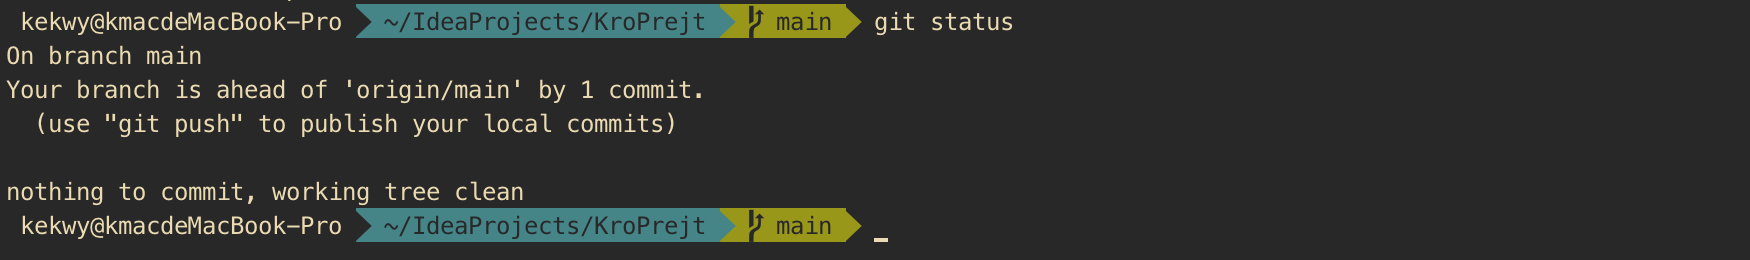 kekwy@kmacdeMacBook-Pro ~/IdeaProjects/KroPrejt main git status
On branch main
Your branch is ahead of 'origin/main' by 1 commit.
  (use "git push" to publish your local commits)
nothing to commit, working tree clean
kekwy@kmacdeMacBook-Pro ~/IdeaProjects/KroPrejt main